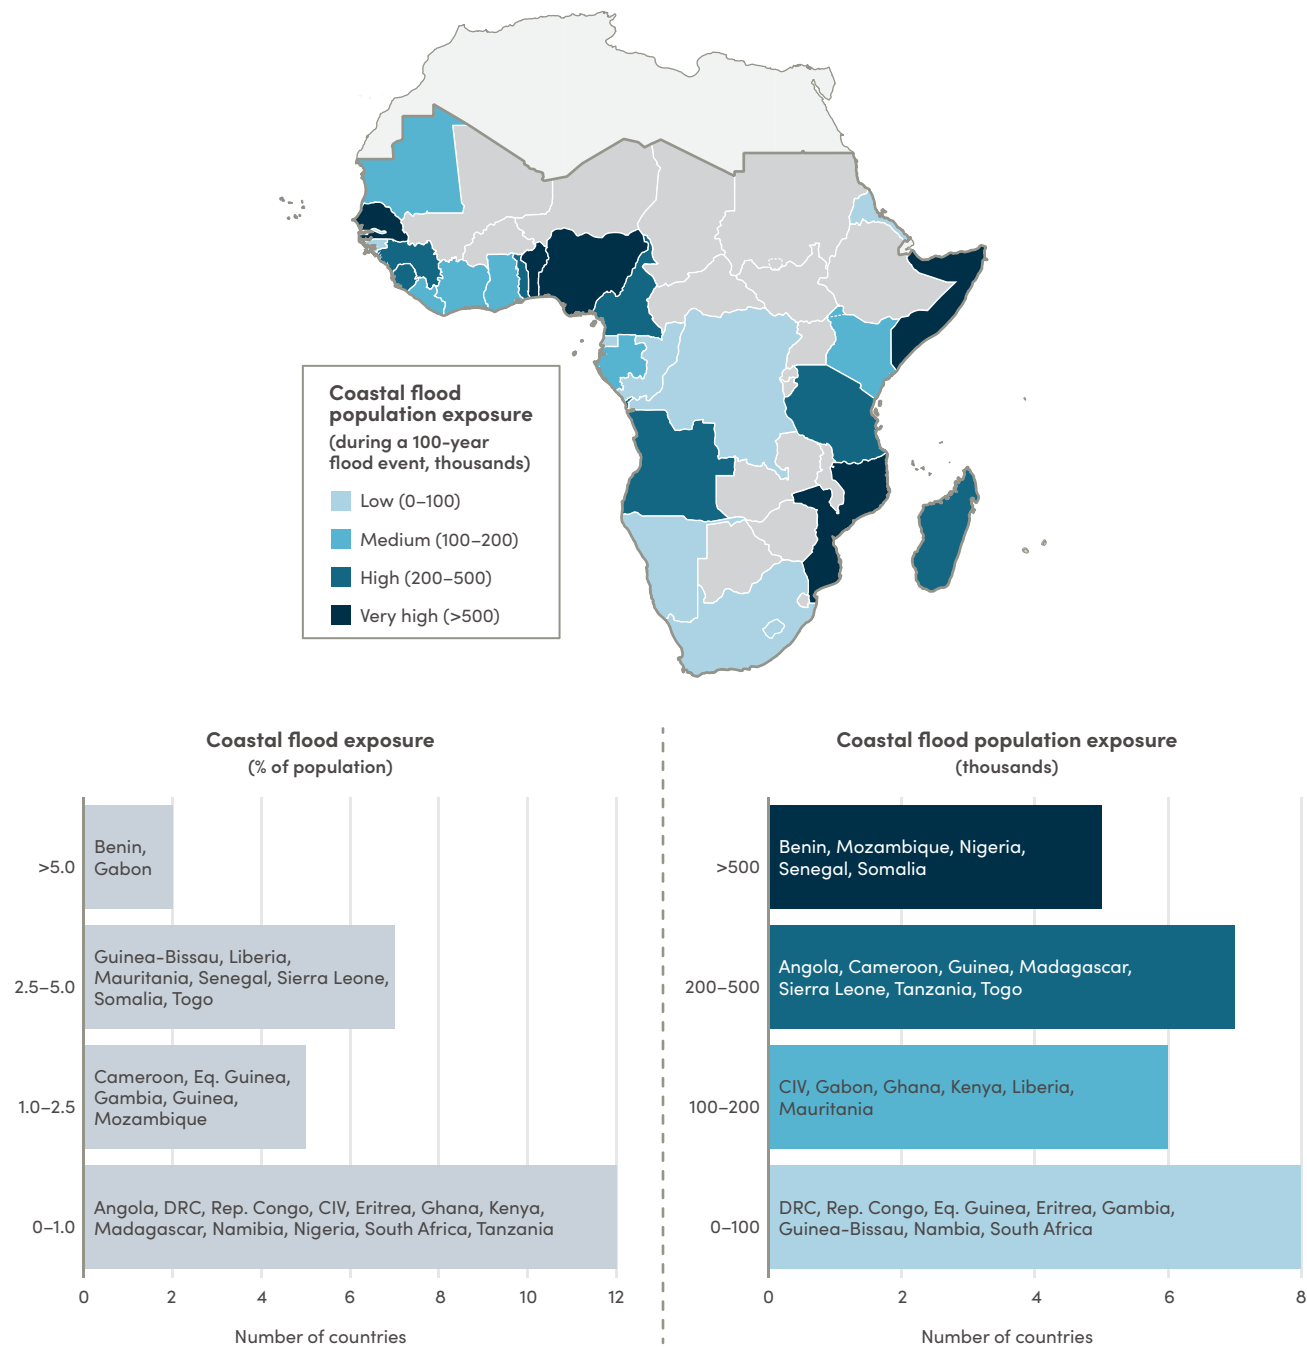 Coastal flood
population exposure
(during a 100-year
flood event, thousands)
Low (0–100)
Medium (100–200)
High (200–500)
Very high (>500)
Coastal flood exposure
(% of population)
>5.0
Benin,
Gabon
2.5–5.0
Guinea-Bissau, Liberia,
Mauritania, Senegal, Sierra Leone,
Somalia, Togo
1.0–2.5
Cameroon, Eq. Guinea,
Gambia, Guinea,
Mozambique
0–1.0
Angola, DRC, Rep. Congo, CIV, Eritrea, Ghana, Kenya,
Madagascar, Namibia, Nigeria, South Africa, Tanzania
0 2 4 6 8 10 12
Number of countries
Coastal flood population exposure
(thousands)
>500
Benin, Mozambique, Nigeria,
Senegal, Somalia
200–500
Angola, Cameroon, Guinea, Madagascar,
Sierra Leone, Tanzania, Togo
100–200
CIV, Gabon, Ghana, Kenya, Liberia,
Mauritania
0–100
DRC, Rep. Congo, Eq. Guinea, Eritrea, Gambia,
Guinea-Bissau, Nambia, South Africa
0 2 4 6 8
Number of countries